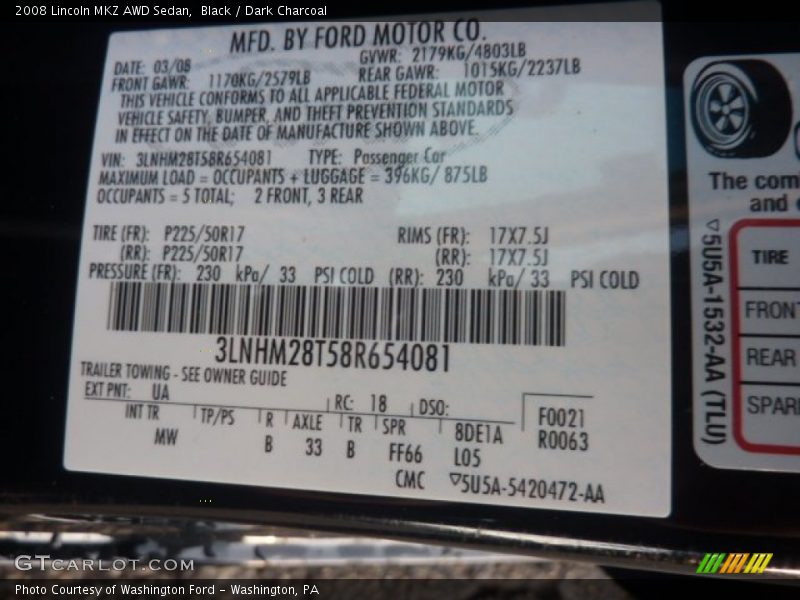 2008 Lincoln MKZ AWD Sedan,  Black / Dark Charcoal
MFD. BY FORD MOTOR CO.
DATE: 03/08 GVWR: 2179KG/4803LB
FRONT GAWR: 1170KG/2579LB REAR GAWR: 1015KG/2237LB
THIS VEHICLE CONFORMS TO ALL APPLICABLE FEDERAL MOTOR
VEHICLE SAFETY, BUMPER, AND THEFT PREVENTION STANDARDS
IN EFFECT ON THE DATE OF MANUFACTURE SHOWN ABOVE.
VIN: 3LNHM28T58R654081 TYPE: Passenger Car
MAXIMUM LOAD = OCCUPANTS + LUGGAGE = 396KG/ 875LB
OCCUPANTS = 5 TOTAL; 2 FRONT, 3 REAR
TIRE (FR): P225/50R17 RIMS (FR): 17X7.5J
(RR): P225/50R17 (RR): 17X7.5J
PRESSURE (FR): 230 kPa/ 33 PSI COLD (RR): 230 kPa/ 33 PSI COLD
3LNHM28T58R654081
TRAILER TOWING - SEE OWNER GUIDE
EXT PNT: UA RC: 18 DSO: F0021
INT TR TP/PS R AXLE TR SPR 8DE1A R0063
MW B 33 B FF66 L05
CMC ▽5U5A-5420472-AA
The com
and
▽5U5A-1532-AA (TLU)
TIRE
FRONT
REAR
SPARE
GTCARLOT.COM
Photo Courtesy of Washington Ford - Washington, PA